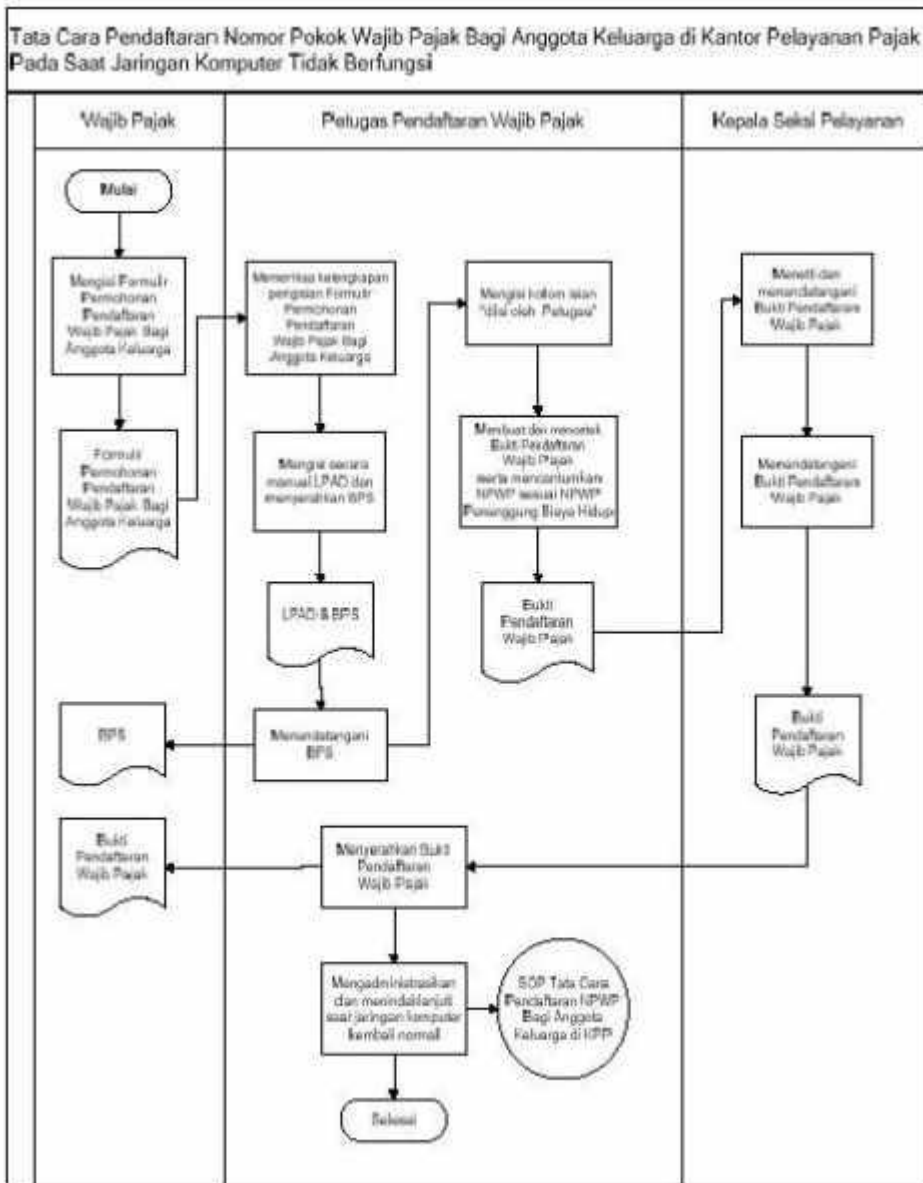 Tata Cara Pendaftaran Nomor Pokok Wajib Pajak Bagi Anggota Keluarga di Kantor Pelayanan Pajak
Pada Saat Jaringan Komputer Tidak Berfungsi
Wajib Pajak
Petugas Pendaftaran Wajib Pajak
Kepala Seksi Pelayanan
Mulai
Mengisi Formulir
Permohonan
Pendaftaran
Wajib Pajak Bagi
Anggota Keluarga
Formulir
Permohonan
Pendaftaran
Wajib Pajak Bagi
Anggota Keluarga
Memeriksa kelengkapan
pengisian Formulir
Permohonan
Pendaftaran
Wajib Pajak Bagi
Anggota Keluarga
Mengisi secara
manual LPAD dan
menyerahkan BPS
LPAD & BPS
Menandatangani
BPS
BPS
Mengisi kolom isian
"diisi oleh Petugas"
Membuat dan mencetak
Bukti Pendaftaran
Wajib Pajak
serta mencantumkan
NPWP sesuai NPWP
Penanggung Biaya Hidup
Bukti
Pendaftaran
Wajib Pajak
Meneliti dan
menandatangani
Bukti Pendaftaran
Wajib Pajak
Menandatangani
Bukti Pendaftaran
Wajib Pajak
Bukti
Pendaftaran
Wajib Pajak
Menyerahkan Bukti
Pendaftaran
Wajib Pajak
Bukti
Pendaftaran
Wajib Pajak
Mengadministrasikan
dan menindaklanjuti
saat jaringan komputer
kembali normal
SOP Tata Cara
Pendaftaran NPWP
Bagi Anggota
Keluarga di KPP
Selesai